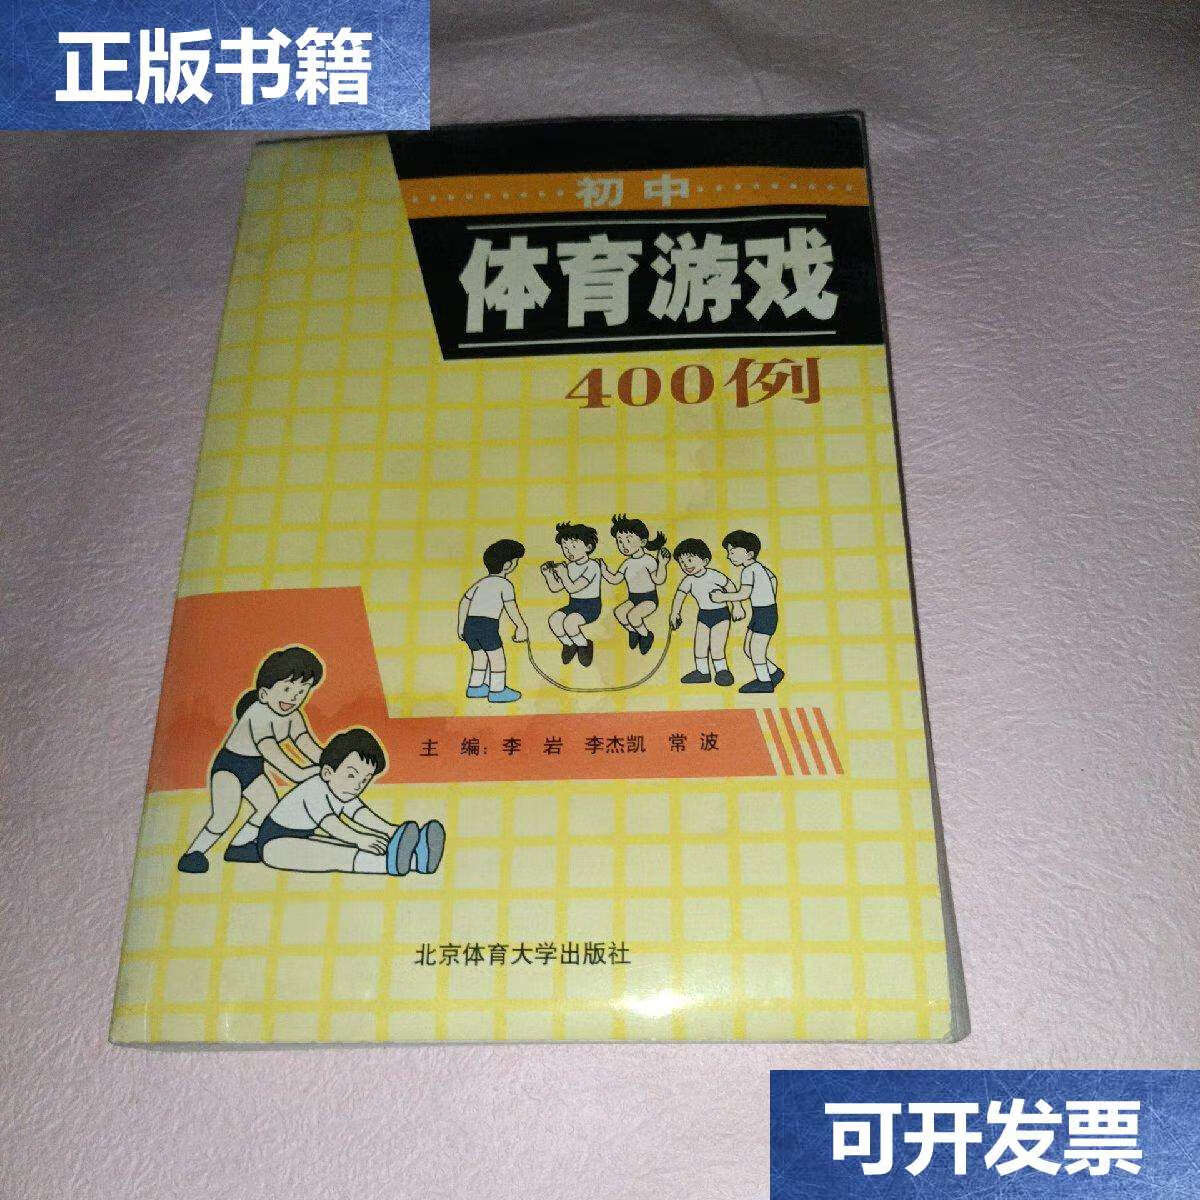 正版书籍
初中
体育游戏
400例
主 编：李 岩 李杰凯 常 波
北京体育大学出版社
可开发票